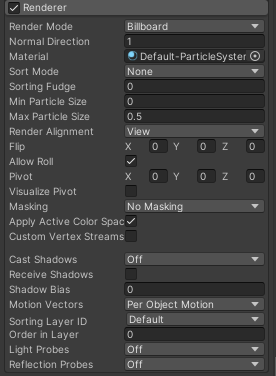 Renderer
Render Mode Billboard
Normal Direction 1
Material Default-ParticleSyster
Sort Mode None
Sorting Fudge 0
Min Particle Size 0
Max Particle Size 0.5
Render Alignment View
Flip X 0 Y 0 Z 0
Allow Roll
Pivot X 0 Y 0 Z 0
Visualize Pivot
Masking No Masking
Apply Active Color Spac
Custom Vertex Streams
Cast Shadows Off
Receive Shadows
Shadow Bias 0
Motion Vectors Per Object Motion
Sorting Layer ID Default
Order in Layer 0
Light Probes Off
Reflection Probes Off